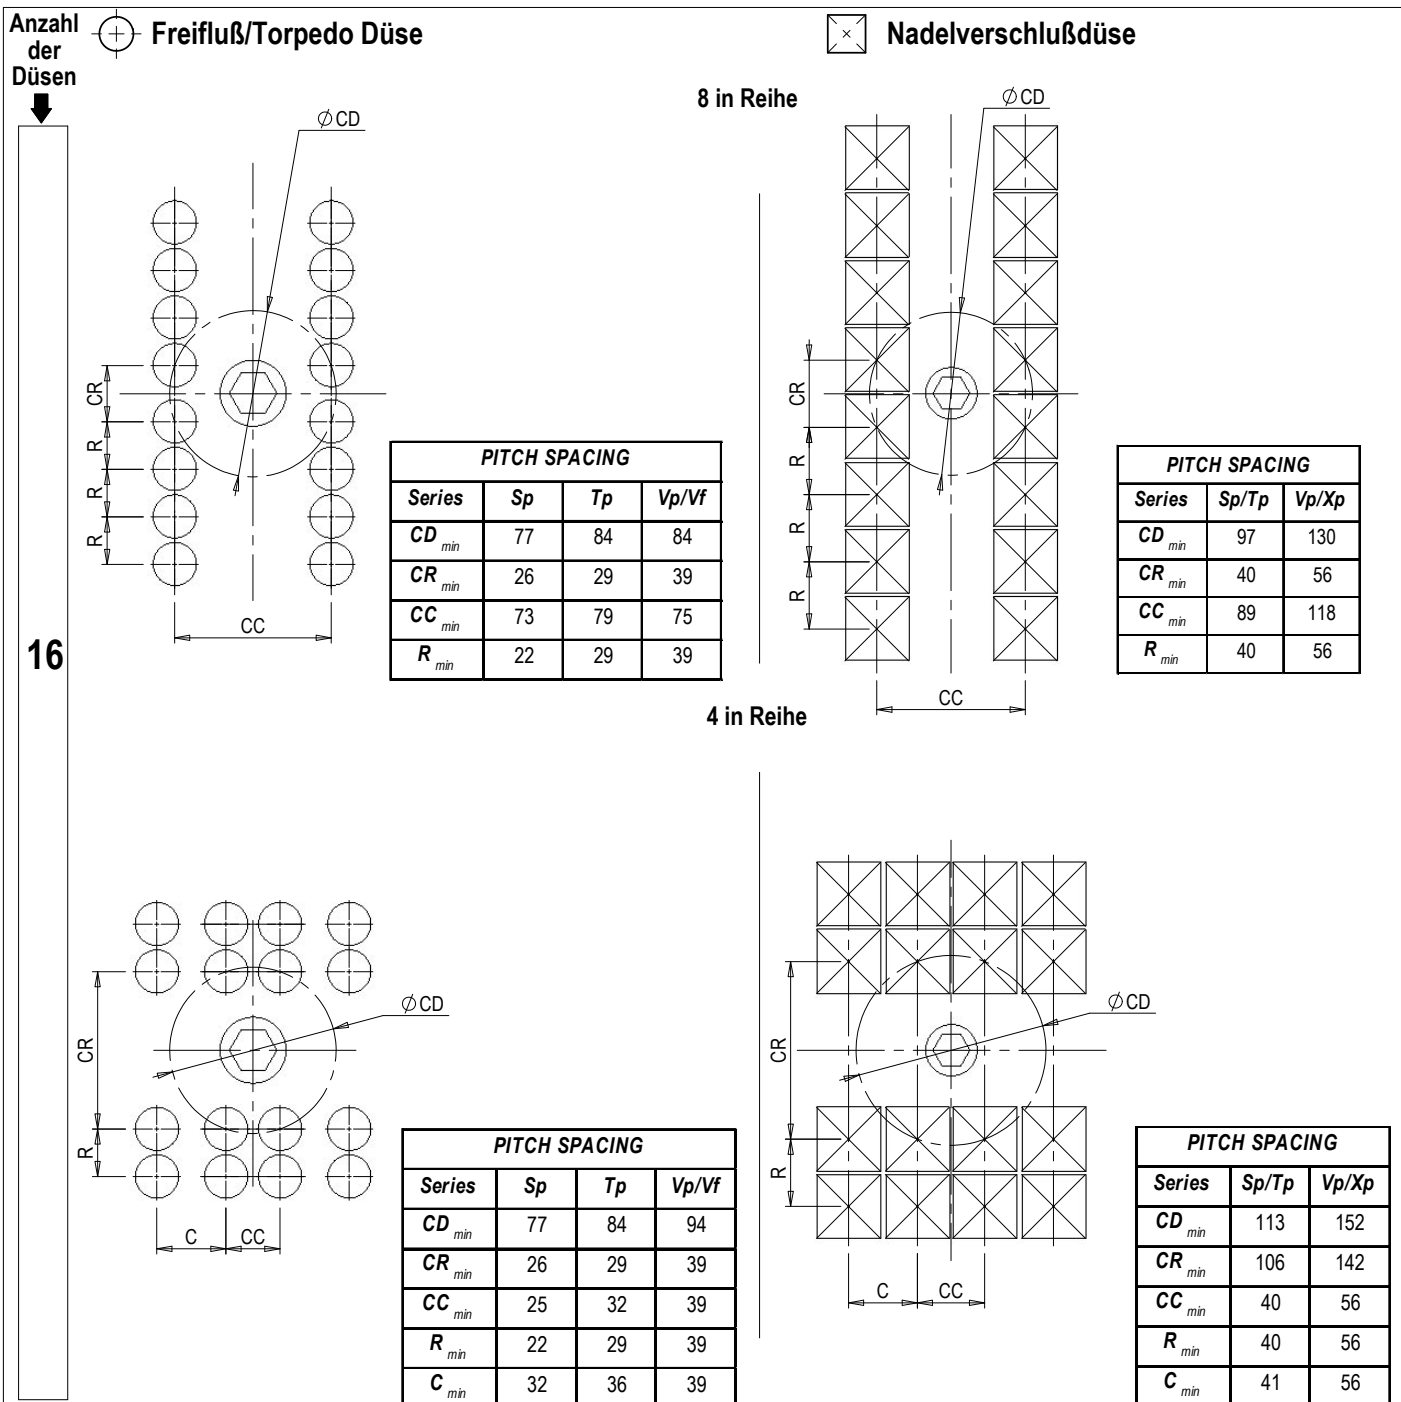 Anzahl
der
Düsen
Freifluß/Torpedo Düse
Nadelverschlußdüse
16
8 in Reihe
∅CD
CR
R
R
R
CC
PITCH SPACING
Series Sp Tp Vp/Vf
CD min 77 84 84
CR min 26 29 39
CC min 73 79 75
R min 22 29 39
∅CD
CR
R
R
R
CC
PITCH SPACING
Series Sp/Tp Vp/Xp
CD min 97 130
CR min 40 56
CC min 89 118
R min 40 56
4 in Reihe
∅CD
CR
R
C CC
PITCH SPACING
Series Sp Tp Vp/Vf
CD min 77 84 94
CR min 26 29 39
CC min 25 32 39
R min 22 29 39
C min 32 36 39
∅CD
CR
R
C CC
PITCH SPACING
Series Sp/Tp Vp/Xp
CD min 113 152
CR min 106 142
CC min 40 56
R min 40 56
C min 41 56